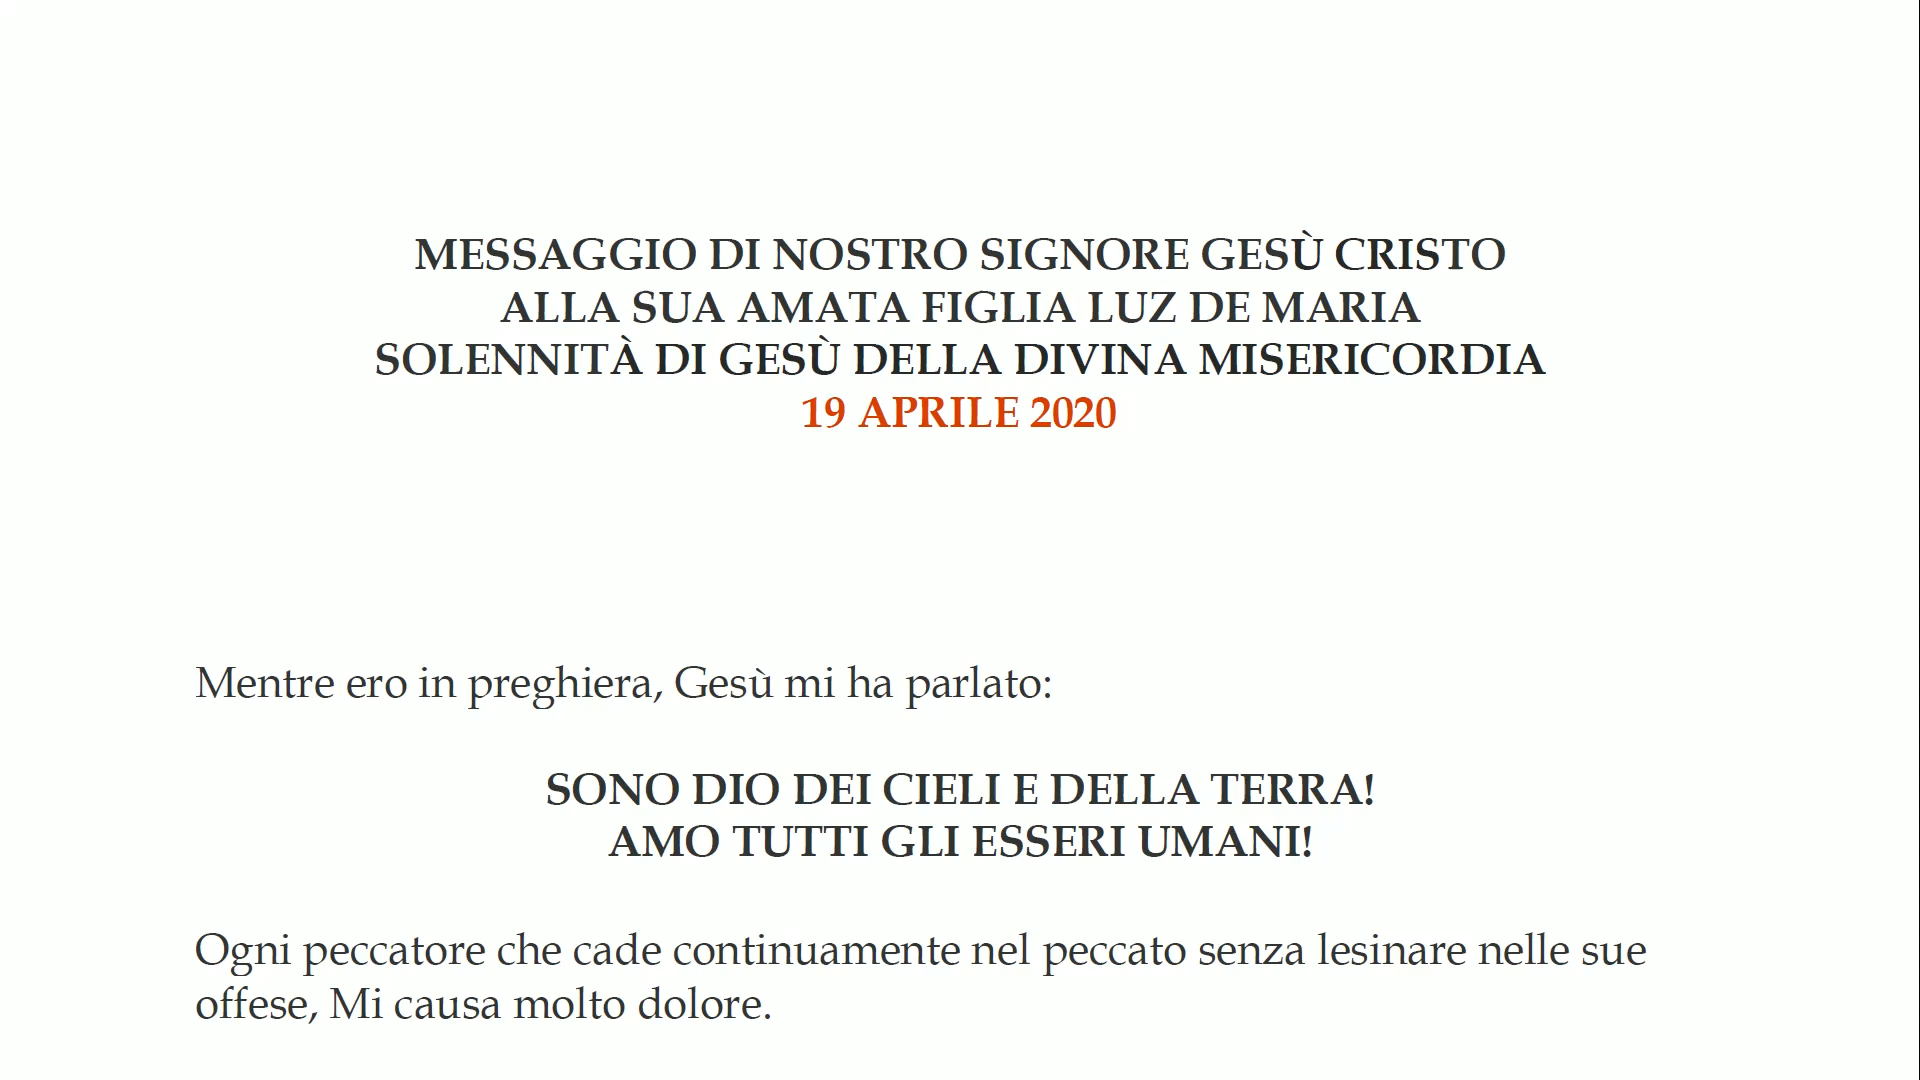 MESSAGGIO DI NOSTRO SIGNORE GESÙ CRISTO
ALLA SUA AMATA FIGLIA LUZ DE MARIA
SOLENNITÀ DI GESÙ DELLA DIVINA MISERICORDIA
19 APRILE 2020
Mentre ero in preghiera, Gesù mi ha parlato:
SONO DIO DEI CIELI E DELLA TERRA!
AMO TUTTI GLI ESSERI UMANI!
Ogni peccatore che cade continuamente nel peccato senza lesinare nelle sue
offese, Mi causa molto dolore.